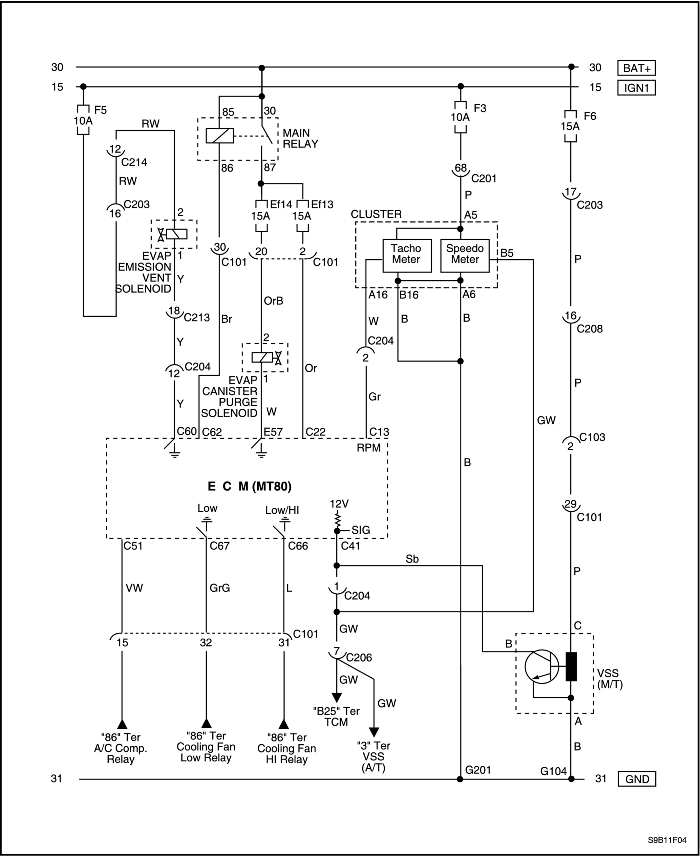 30
30
BAT+
15
15
IGN1
F5
10A
RW
85
30
MAIN
RELAY
86
87
F3
10A
F6
15A
12
C214
RW
C203
16
2
68
C201
P
17
C203
Ef14
15A
Ef13
15A
CLUSTER
A5
Tacho
Meter
Speedo
Meter
B5
1
EVAP
EMISSION
VENT
SOLENOID
Y
30
C101
20
2
C101
A16
B16
A6
P
18
C213
Br
OrB
W
B
B
16
C208
Y
C204
12
2
1
EVAP
CANISTER
PURGE
SOLENOID
Or
C204
2
P
Y
W
Gr
GW
C103
2
C60
C62
E57
C22
C13
RPM
B
E C M (MT80)
12V
Low
Low/HI
SIG
29
C101
C51
C67
C66
C41
Sb
VW
GrG
L
1
C204
P
C
B
GW
15
32
31
C101
7
C206
VSS
(M/T)
GW
GW
"B25" Ter
TCM
A
"86" Ter
A/C Comp.
Relay
"86" Ter
Cooling Fan
Low Relay
"86" Ter
Cooling Fan
HI Relay
"3" Ter
VSS
(A/T)
B
31
G201
G104
31
GND
S9B11F04